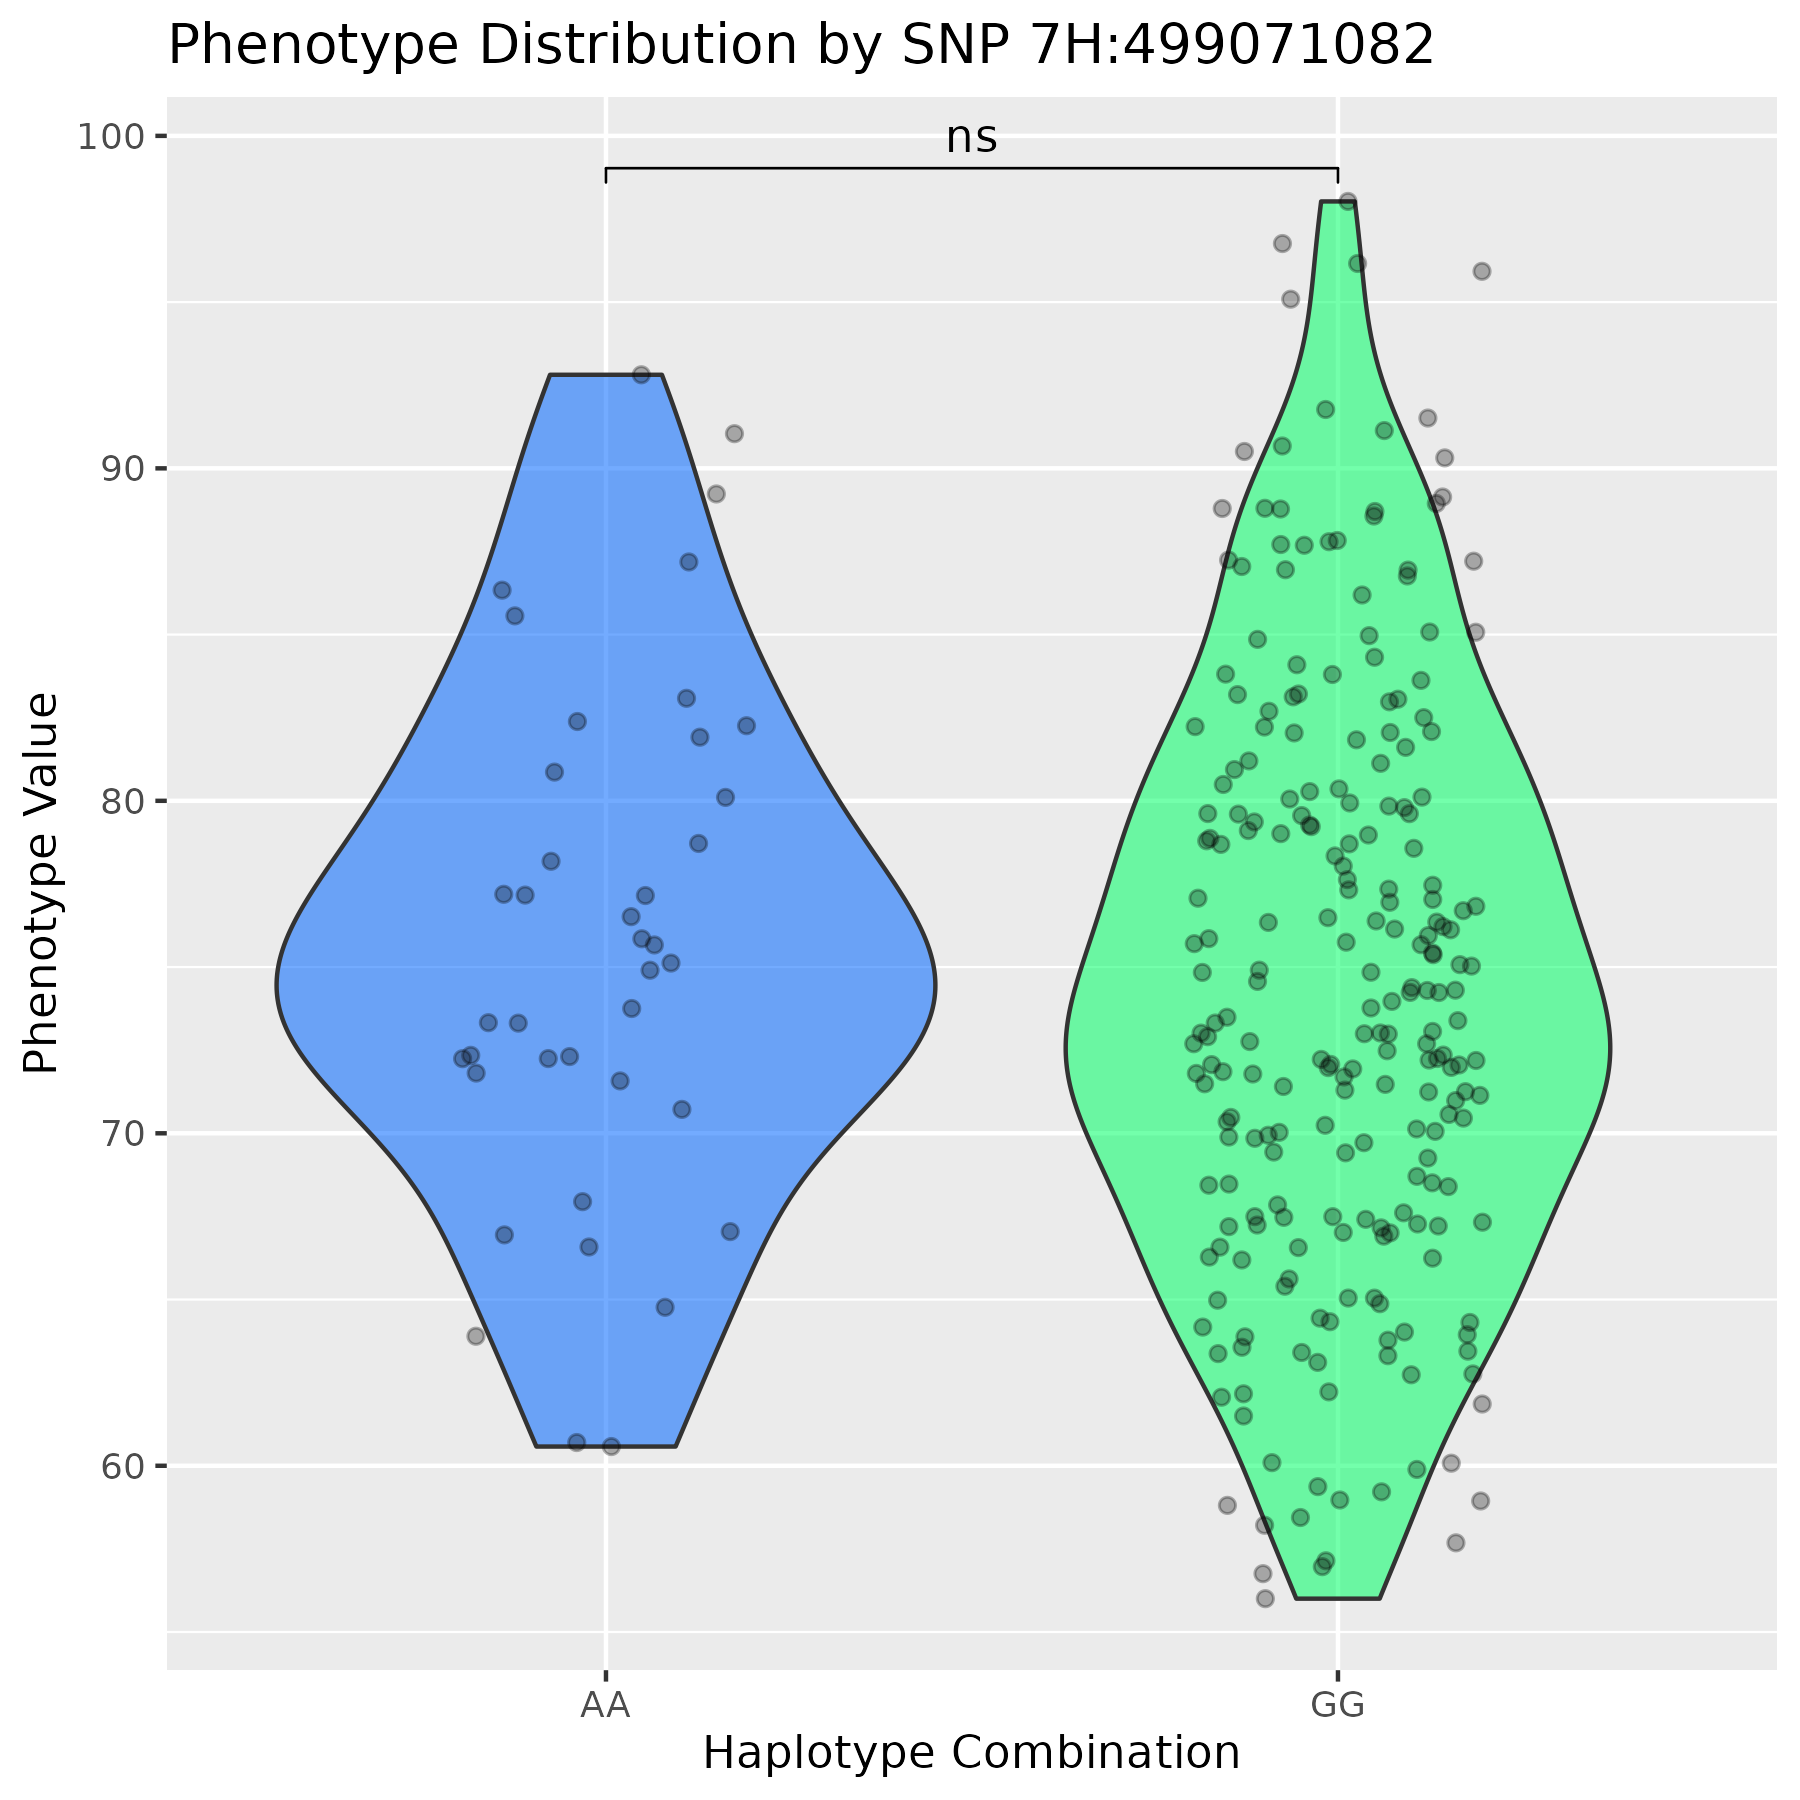 Phenotype Distribution by SNP 7H:499071082
100
ns
90
80
70
60
Phenotype Value
AA
GG
Haplotype Combination